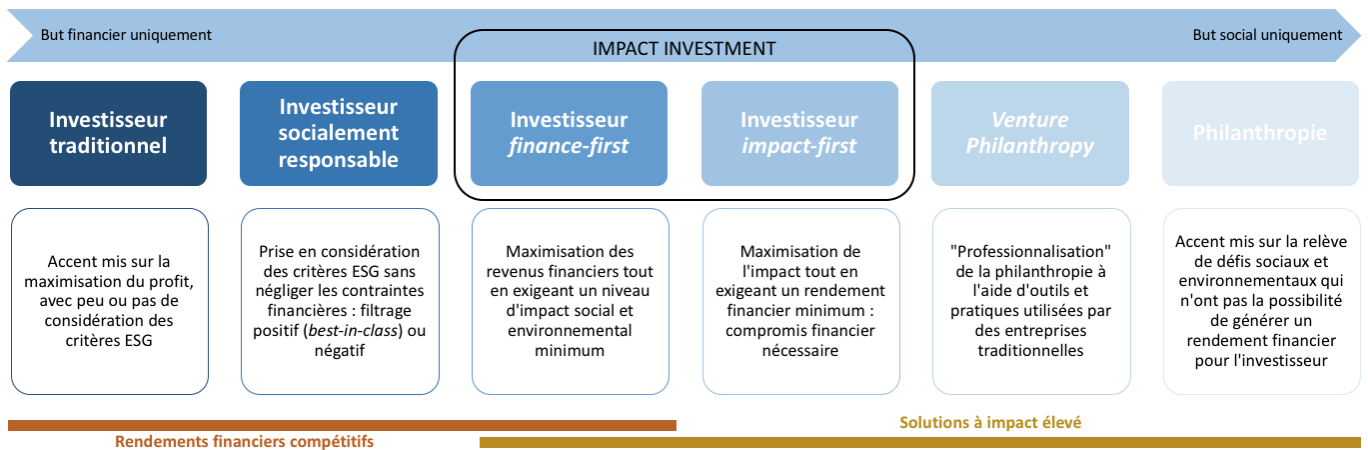 But financier uniquement
IMPACT INVESTMENT
But social uniquement
Investisseur
traditionnel
Investisseur
socialement
responsable
Investisseur
finance-first
Investisseur
impact-first
Venture
Philanthropy
Philanthropie
Accent mis sur la
maximisation du profit,
avec peu ou pas de
considération des
critères ESG
Prise en considération
des critères ESG sans
négliger les contraintes
financières : filtrage
positif (best-in-class) ou
négatif
Maximisation des
revenus financiers tout
en exigeant un niveau
d'impact social et
environnemental
minimum
Maximisation de
l'impact tout en
exigeant un rendement
financier minimum :
compromis financier
nécessaire
"Professionnalisation"
de la philanthropie à
l'aide d'outils et
pratiques utilisées par
des entreprises
traditionnelles
Accent mis sur la relève
de défis sociaux et
environnementaux qui
n'ont pas la possibilité
de générer un
rendement financier
pour l'investisseur
Rendements financiers compétitifs
Solutions à impact élevé